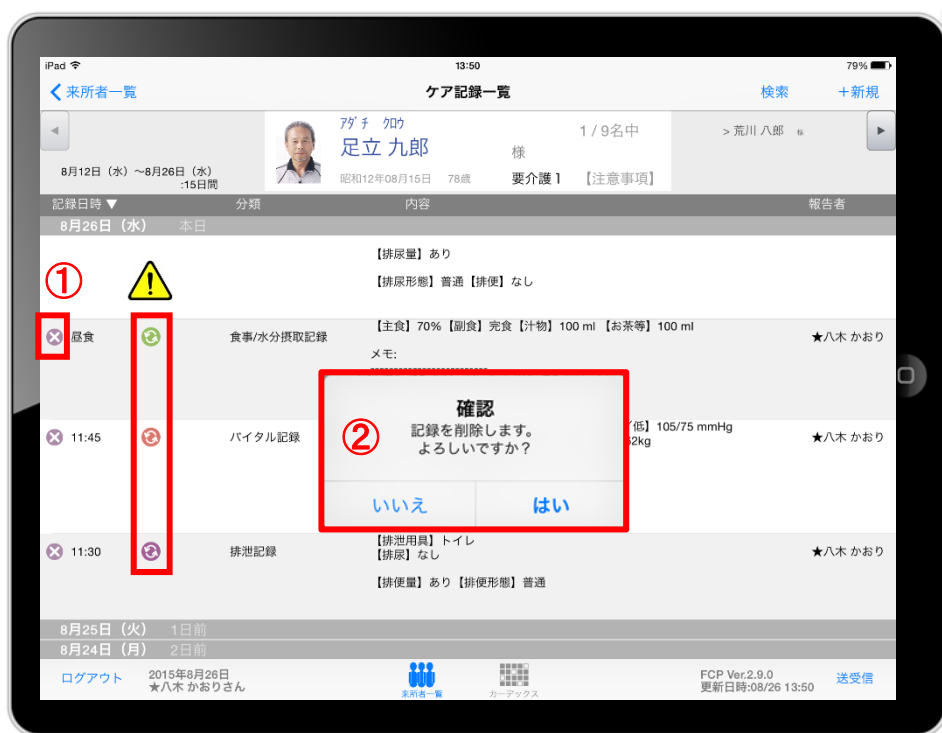 iPad 13:50 79%
来所者一覧 ケア記録一覧 検索 +新規
アダチ クロウ
足立 九郎 様 1 / 9名中 > 荒川 八郎 様
8月12日（水）～8月26日（水）
:15日間
昭和12年08月15日 78歳 要介護1 【注意事項】
記録日時▼ 分類 内容 報告者
8月26日（水） 本日
【排尿量】あり
【排尿形態】普通【排便】なし
①
昼食 食事/水分摂取記録 【主食】70%【副食】完食【汁物】100 ml【お茶等】100 ml ★八木 かおり
メモ:
②
確認
記録を削除します。
よろしいですか？
いいえ はい
11:45 バイタル記録 低】105/75 mmHg ★八木 かおり
2kg
11:30 排泄記録 【排泄用具】トイレ ★八木 かおり
【排尿】なし
【排便量】あり【排便形態】普通
8月25日（火） 1日前
8月24日（月） 2日前
ログアウト 2015年8月26日
★八木 かおりさん
来所者一覧 カーデックス
FCP Ver.2.9.0
更新日時:08/26 13:50 送受信